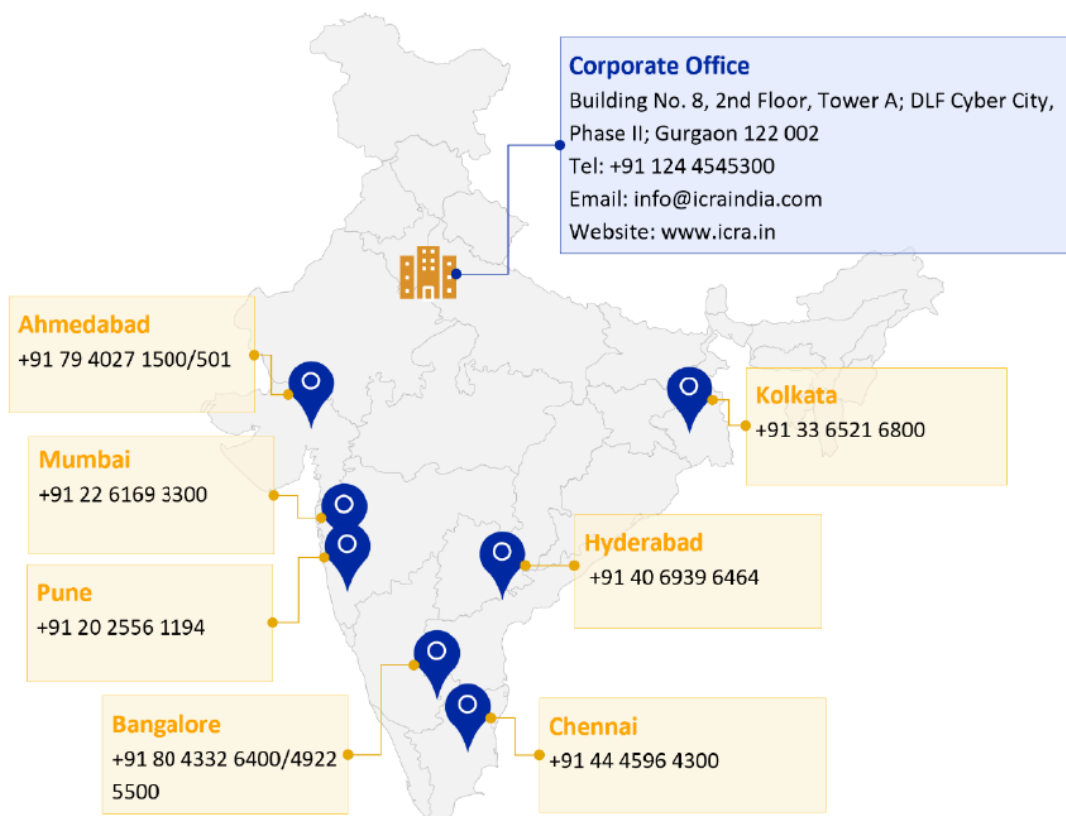 Corporate Office
Building No. 8, 2nd Floor, Tower A; DLF Cyber City,
Phase II; Gurgaon 122 002
Tel: +91 124 4545300
Email: info@icraindia.com
Website: www.icra.in
Ahmedabad
+91 79 4027 1500/501
Kolkata
+91 33 6521 6800
Mumbai
+91 22 6169 3300
Hyderabad
+91 40 6939 6464
Pune
+91 20 2556 1194
Bangalore
+91 80 4332 6400/4922
5500
Chennai
+91 44 4596 4300